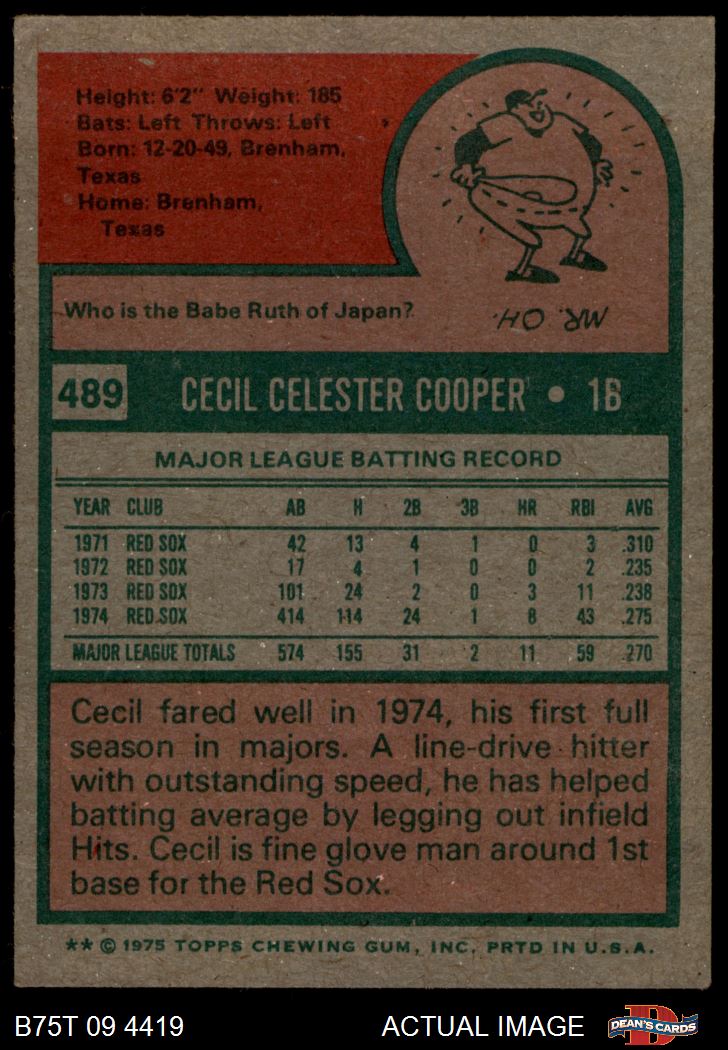 Height: 6'2" Weight: 185
Bats: Left Throws: Left
Born: 12-20-49, Brenham,
Texas
Home: Brenham,
Texas
Who is the Babe Ruth of Japan?
MR. OH.
489 CECIL CELESTER COOPER • 1B
MAJOR LEAGUE BATTING RECORD
YEAR CLUB AB H 2B 3B HR RBI AVG
1971 RED SOX 42 13 4 1 0 3 .310
1972 RED SOX 17 4 1 0 0 2 .235
1973 RED SOX 101 24 2 0 3 11 .238
1974 RED SOX 414 114 24 1 8 43 .275
MAJOR LEAGUE TOTALS 574 155 31 2 11 59 .270
Cecil fared well in 1974, his first full
season in majors. A line-drive hitter
with outstanding speed, he has helped
batting average by legging out infield
Hits. Cecil is fine glove man around 1st
base for the Red Sox.
** © 1975 TOPPS CHEWING GUM, INC. PRTD IN U.S.A.
B75T 09 4419 ACTUAL IMAGE DEAN'S CARDS